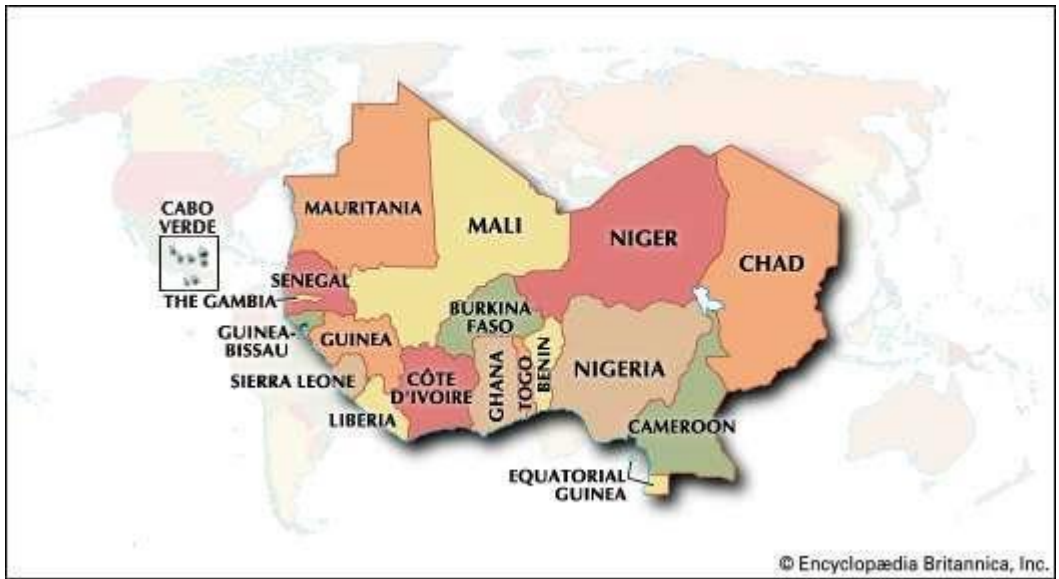 CABO
VERDE
MAURITANIA
MALI
NIGER
CHAD
SENEGAL
THE GAMBIA
GUINEA-
BISSAU
GUINEA
BURKINA
FASO
SIERRA LEONE
LIBERIA
CÔTE
D'IVOIRE
GHANA
TOGO
BENIN
NIGERIA
CAMEROON
EQUATORIAL
GUINEA
© Encyclopædia Britannica, Inc.